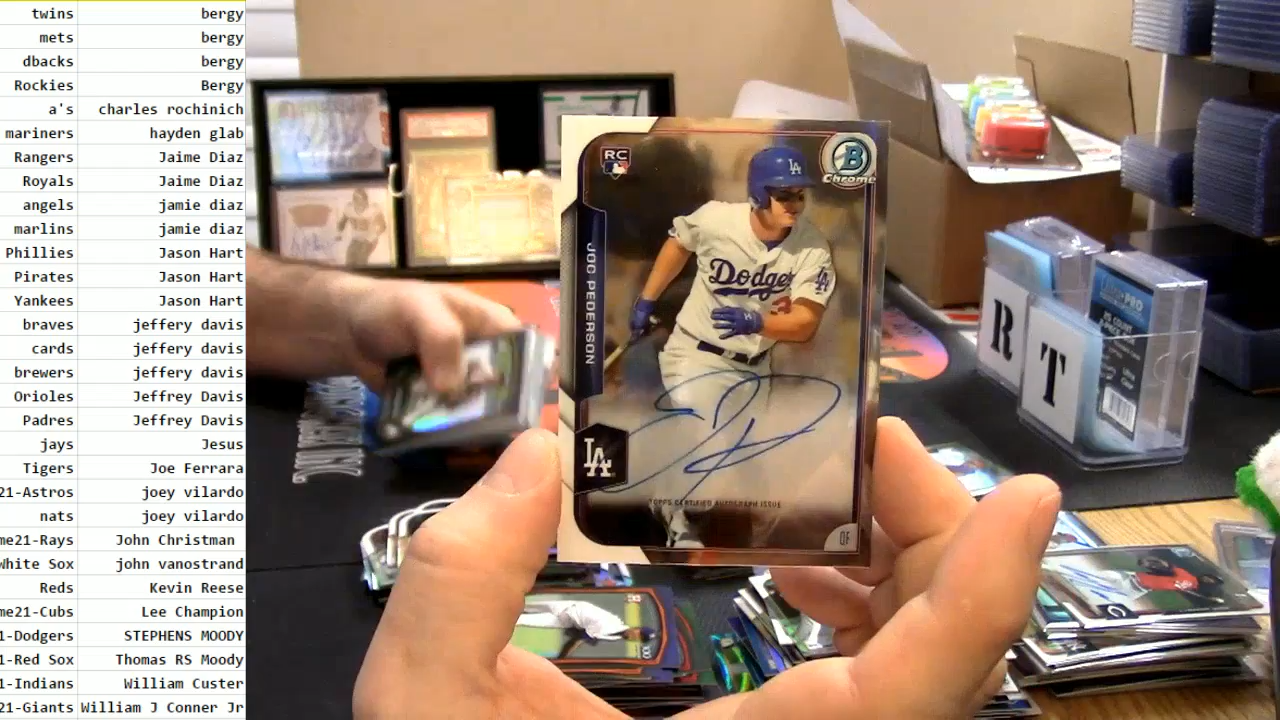 twins bergy
mets bergy
dbacks bergy
Rockies Bergy
a's charles rochinich
mariners hayden glab
Rangers Jaime Diaz
Royals Jaime Diaz
angels jamie diaz
marlins jamie diaz
Phillies Jason Hart
Pirates Jason Hart
Yankees Jason Hart
braves jeffery davis
cards jeffery davis
brewers jeffery davis
Orioles Jeffrey Davis
Padres Jeffrey Davis
jays Jesus
Tigers Joe Ferrara
21-Astros joey vilardo
nats joey vilardo
me21-Rays John Christman
White Sox john vanostrand
Reds Kevin Reese
me21-Cubs Lee Champion
1-Dodgers STEPHENS MOODY
1-Red Sox Thomas RS Moody
1-Indians William Custer
21-Giants William J Conner Jr
RC
B
Chrome
LA
Dodgers
3
LA
JOC PEDERSON
LA
TOPPS CERTIFIED AUTOGRAPH ISSUE
OF
R T
PRO